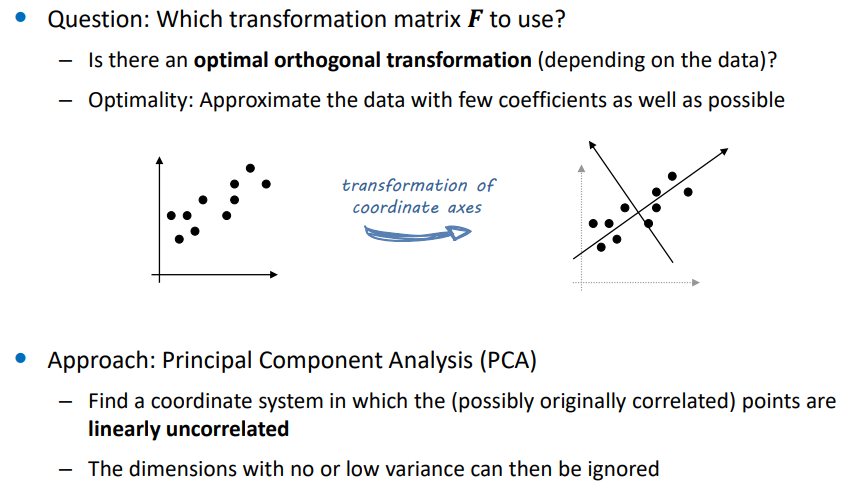 • Question: Which transformation matrix F to use?
– Is there an optimal orthogonal transformation (depending on the data)?
– Optimality: Approximate the data with few coefficients as well as possible
transformation of
coordinate axes
• Approach: Principal Component Analysis (PCA)
– Find a coordinate system in which the (possibly originally correlated) points are
linearly uncorrelated
– The dimensions with no or low variance can then be ignored